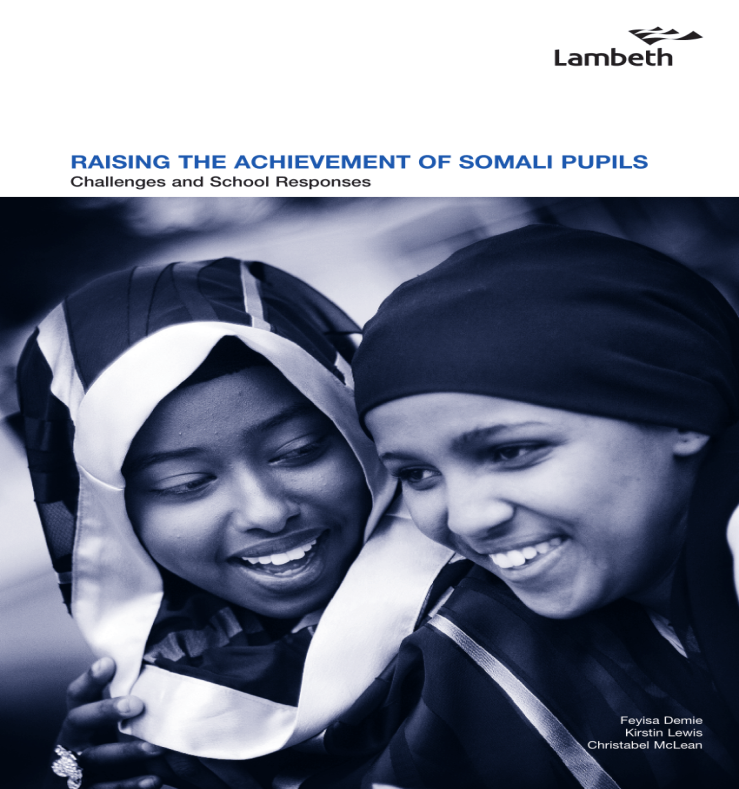 Lambeth
RAISING THE ACHIEVEMENT OF SOMALI PUPILS
Challenges and School Responses
Feyisa Demie
Kirstin Lewis
Christabel McLean